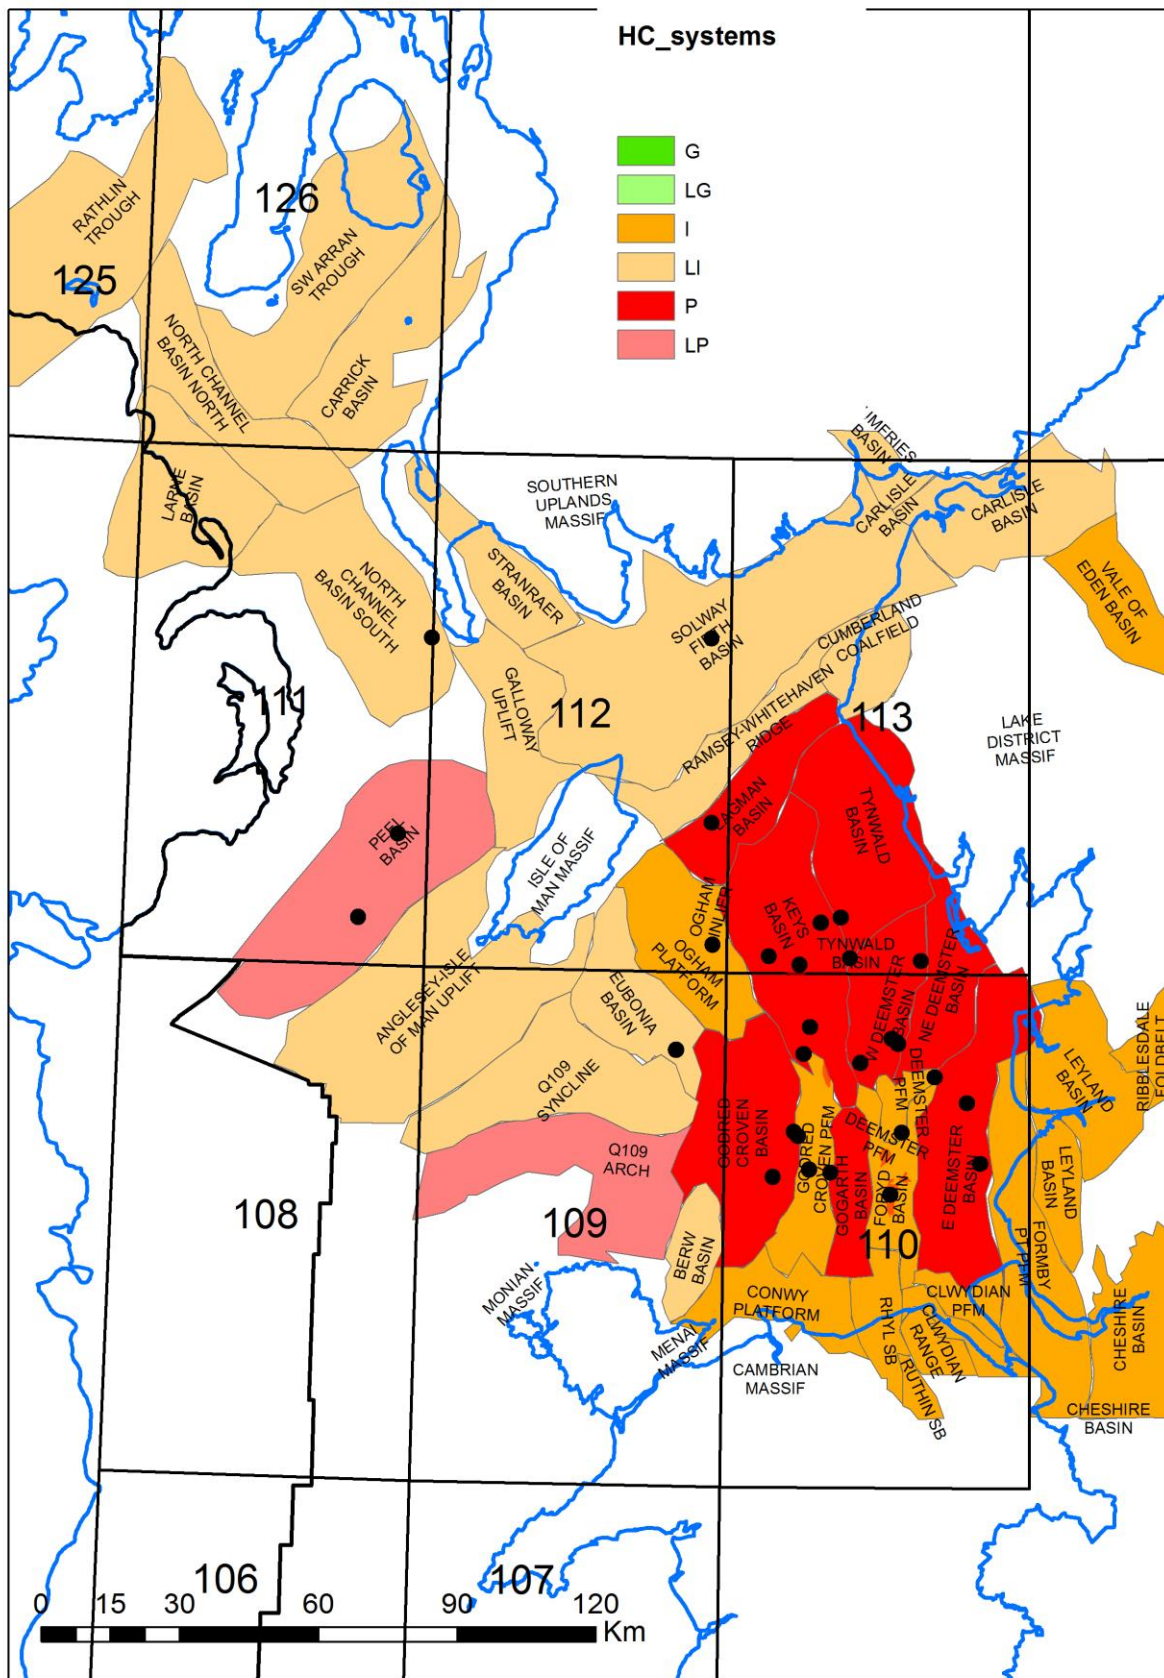 HC_systems
G
LG
I
LI
P
LP
126
RATHLIN
TROUGH
125
SW ARRAN
TROUGH
NORTH CHANNEL
BASIN NORTH
CARRICK
BASIN
LARNE
BASIN
SOUTHERN
UPLANDS
MASSIF
UMFRIES
BASIN
CARLISLE
BASIN
CARLISLE
BASIN
VALE OF
EDEN BASIN
NORTH
CHANNEL
BASIN SOUTH
STRANRAER
BASIN
SOLWAY
FIRTH
BASIN
CUMBERLAND
COALFIELD
111
GALLOWAY
UPLIFT
112
RAMSEY-WHITEHAVEN
RIDGE
113
LAKE
DISTRICT
MASSIF
PEEL
BASIN
LAGMAN
BASIN
TYNWALD
BASIN
ISLE OF
MAN MASSIF
OGHAM
INLIER
KEYS
BASIN
TYNWALD
BASIN
OGHAM
PLATFORM
ANGLESEY-ISLE
OF MAN UPLIFT
EUBONIA
BASIN
W DEEMSTER
BASIN
NE DEEMSTER
BASIN
Q109
SYNCLINE
LEYLAND
BASIN
RIBBLESDALE
FOLDBELT
GODRED
CROVEN
BASIN
GODRED
CROVEN PFM
DEEMSTER
PFM
DEEMSTER
PFM
Q109
ARCH
GOGARTH
BASIN
FORYD
BASIN
E DEEMSTER
BASIN
LEYLAND
BASIN
108
109
110
BERW
BASIN
FORMBY
PT PFM
MONIAN
MASSIF
CONWY
PLATFORM
RHYL SB
CLWYDIAN
PFM
CLWYDIAN
RANGE
CHESHIRE
BASIN
MENAI
MASSIF
CAMBRIAN
MASSIF
RUTHIN SB
CHESHIRE
BASIN
106
107
0 15 30 60 90 120
Km